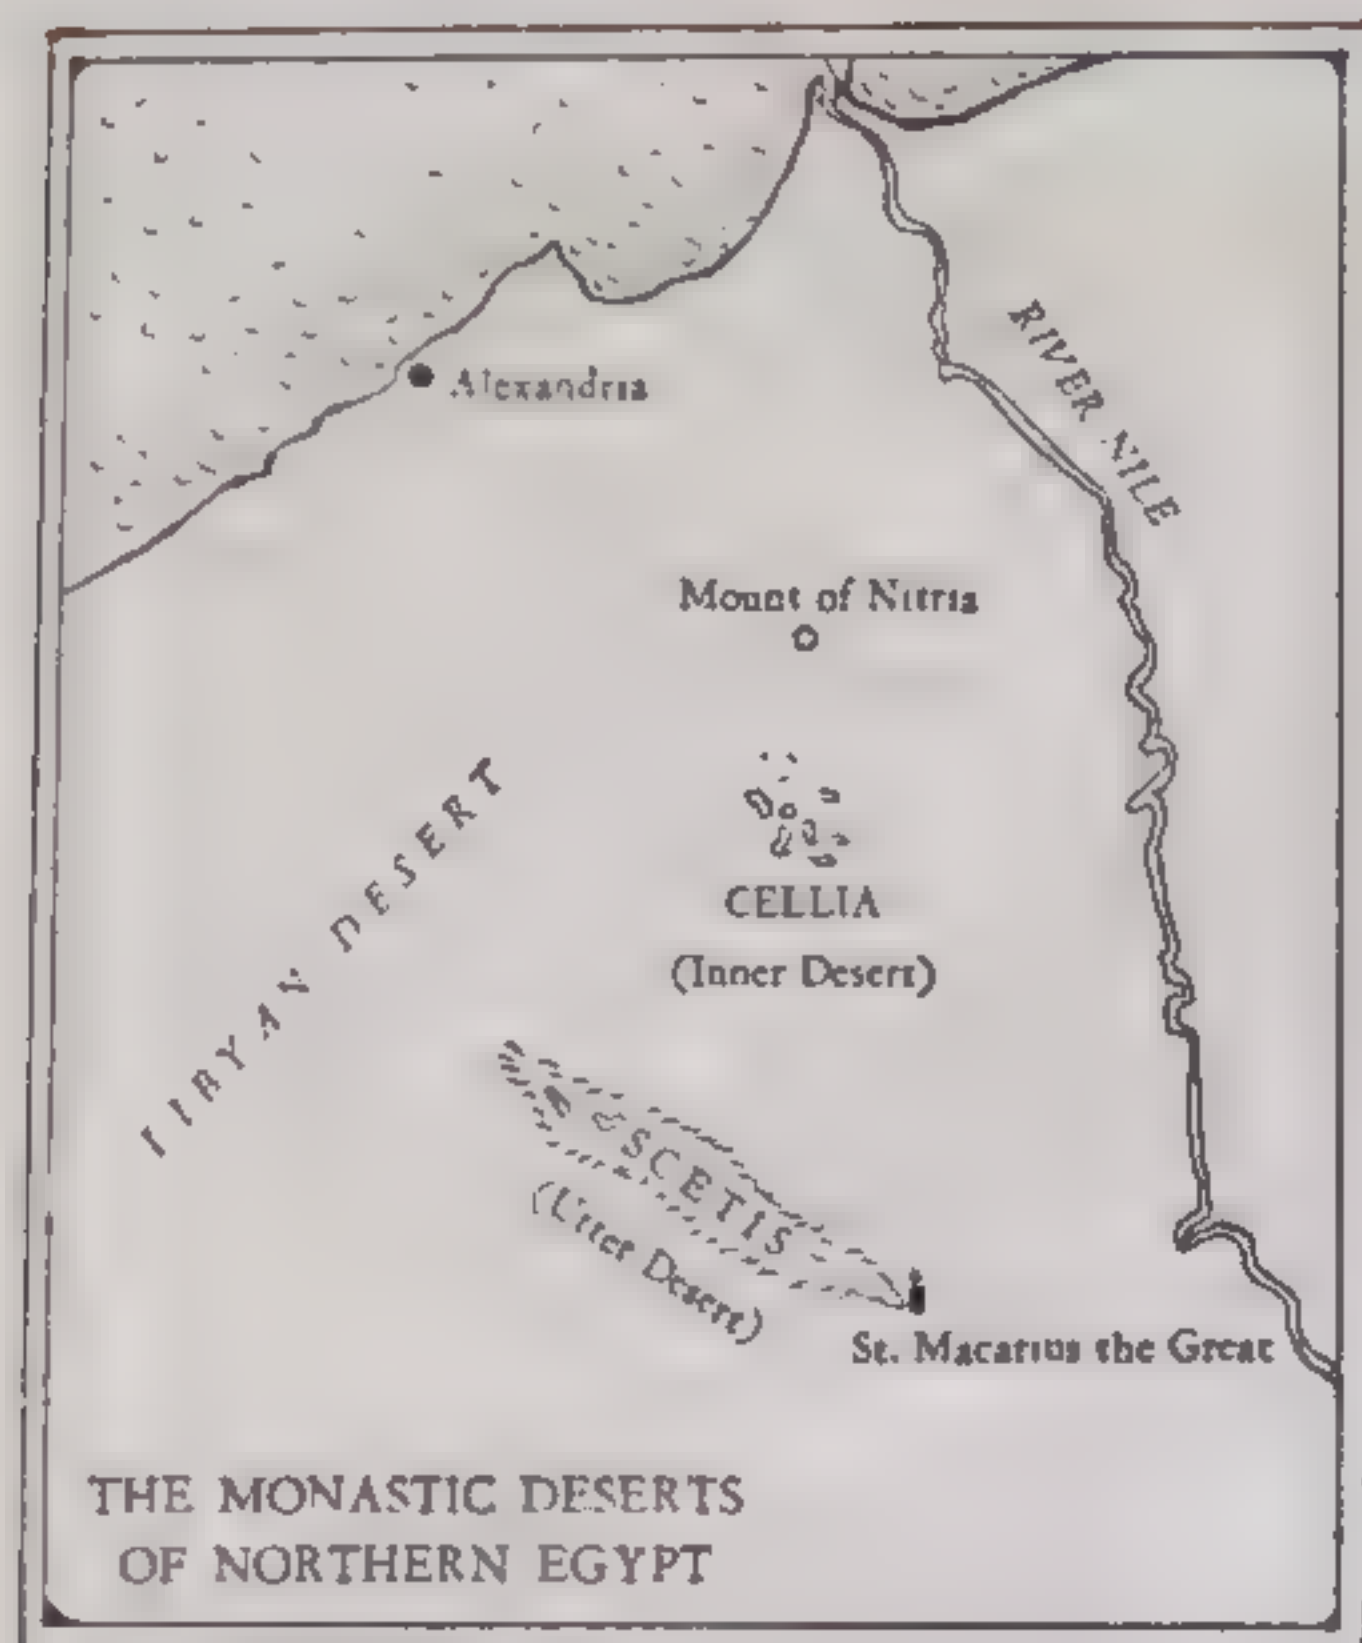 Alexandria
RIVER NILE
Mount of Nitria
CELLIA
(Inner Desert)
LIBYAN DESERT
SCETIS
(Utter Desert)
St. Macarius the Great
THE MONASTIC DESERTS
OF NORTHERN EGYPT